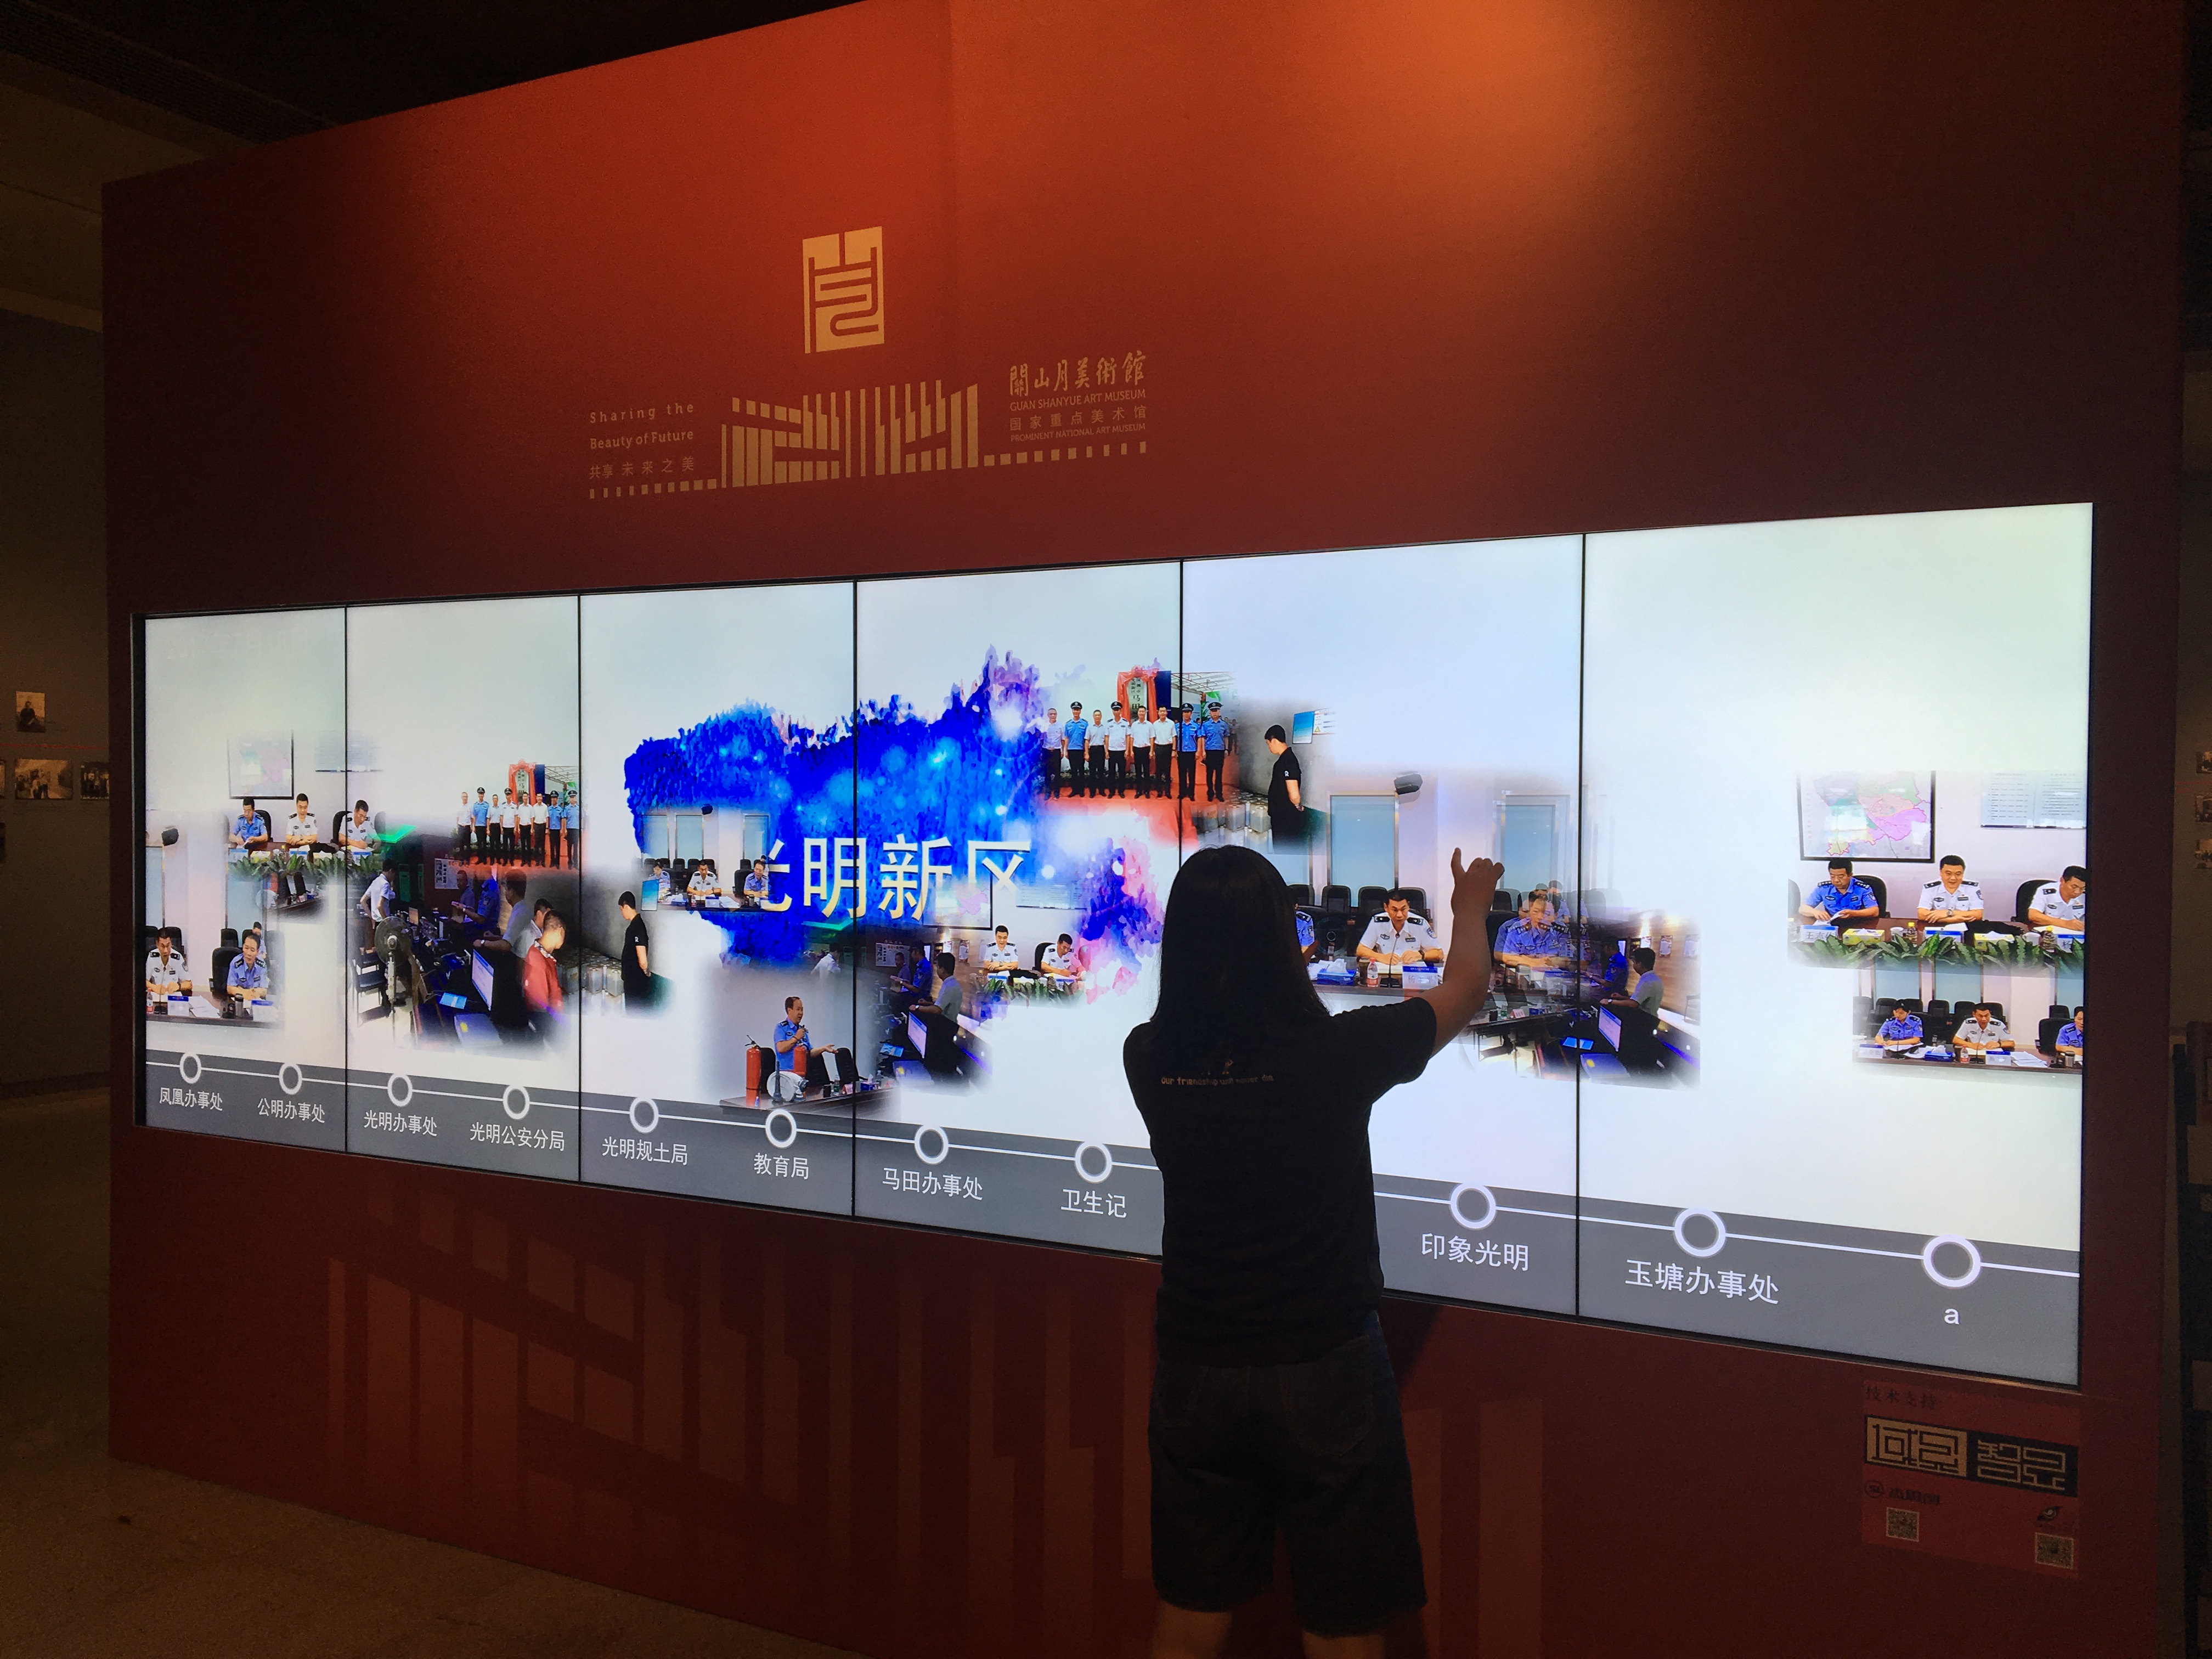 Sharing the
Beauty of Future
共享 未来之美
關山月美術館
GUAN SHANYUE ART MUSEUM
国家重点美术馆
PROMINENT NATIONAL ART MUSEUM
光明新区
凤凰办事处
公明办事处
光明办事处
光明公安分局
光明规土局
教育局
马田办事处
卫生记
印象光明
玉塘办事处
a
Our friendship will never
技术支持